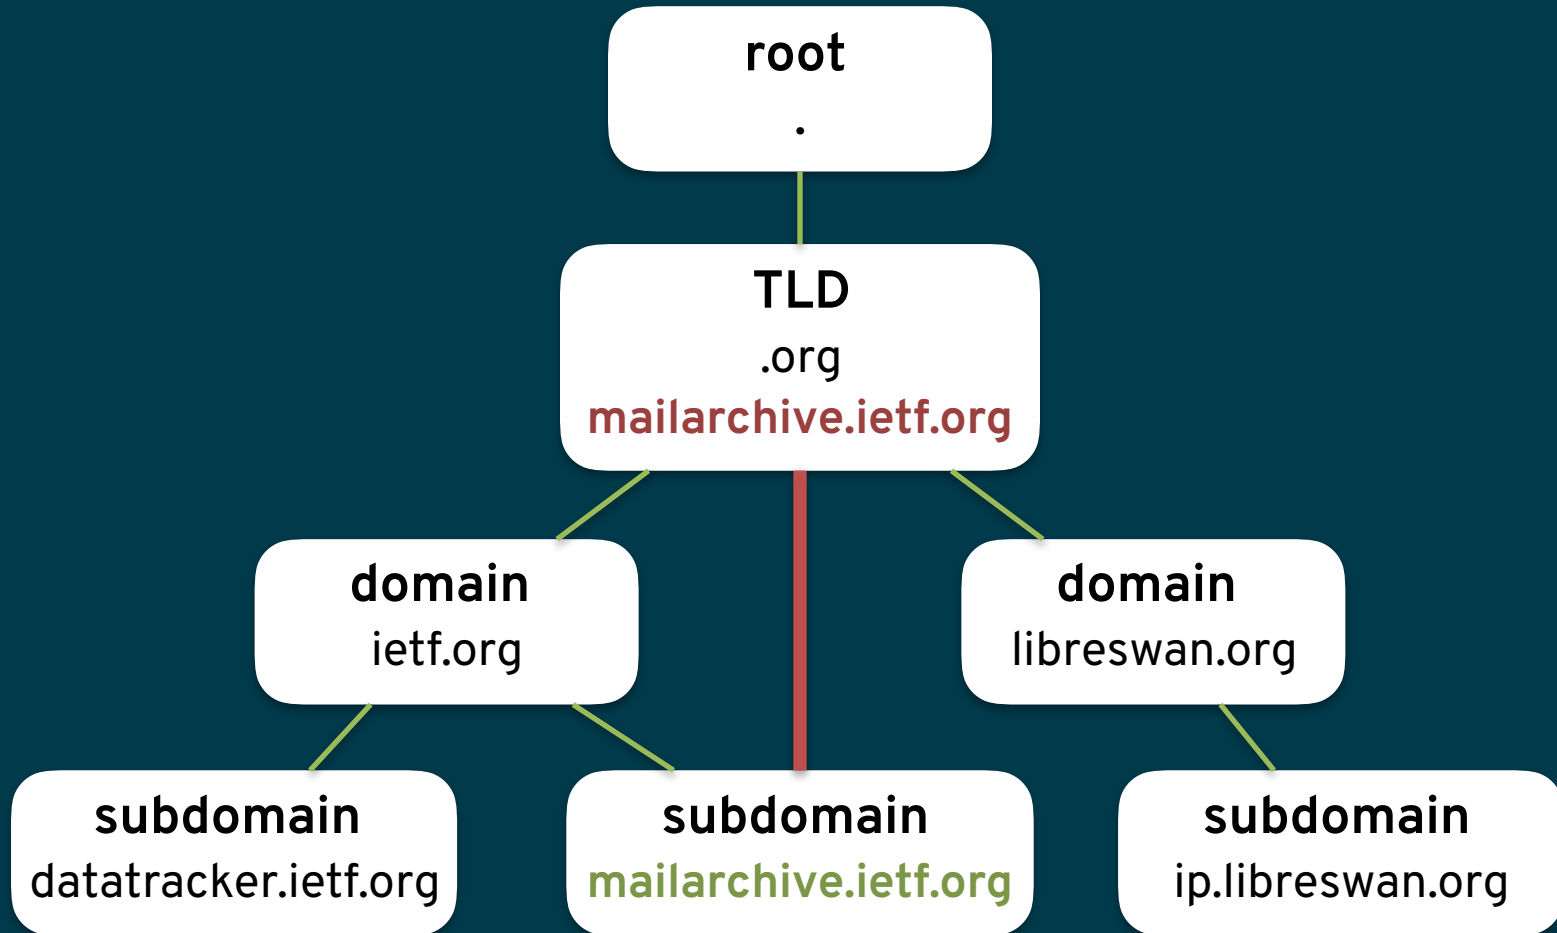 root
.
TLD
.org
mailarchive.ietf.org
domain
ietf.org
domain
libreswan.org
subdomain
datatracker.ietf.org
subdomain
mailarchive.ietf.org
subdomain
ip.libreswan.org